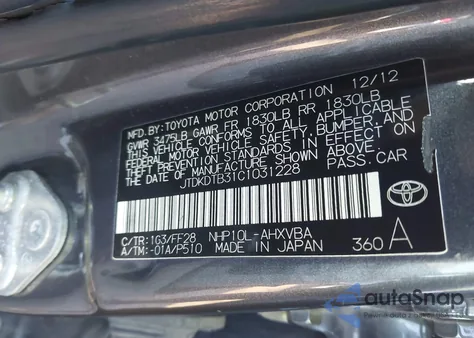 12/12
MFD.BY:TOYOTA MOTOR CORPORATION
GVWR 3475LB GAWR FR 1830LB RR 1830LB
THIS VEHICLE CONFORMS TO ALL APPLICABLE
FEDERAL MOTOR VEHICLE SAFETY, BUMPER, AND
THEFT PREVENTION STANDARDS IN EFFECT ON
THE DATE OF MANUFACTURE SHOWN ABOVE.
JTDKDTB31C1031228 PASS.CAR
C/TR:1G3/FF28 NHP10L-AHXVBA
A/TM:-01A/P510 MADE IN JAPAN 360 A
autaSnap